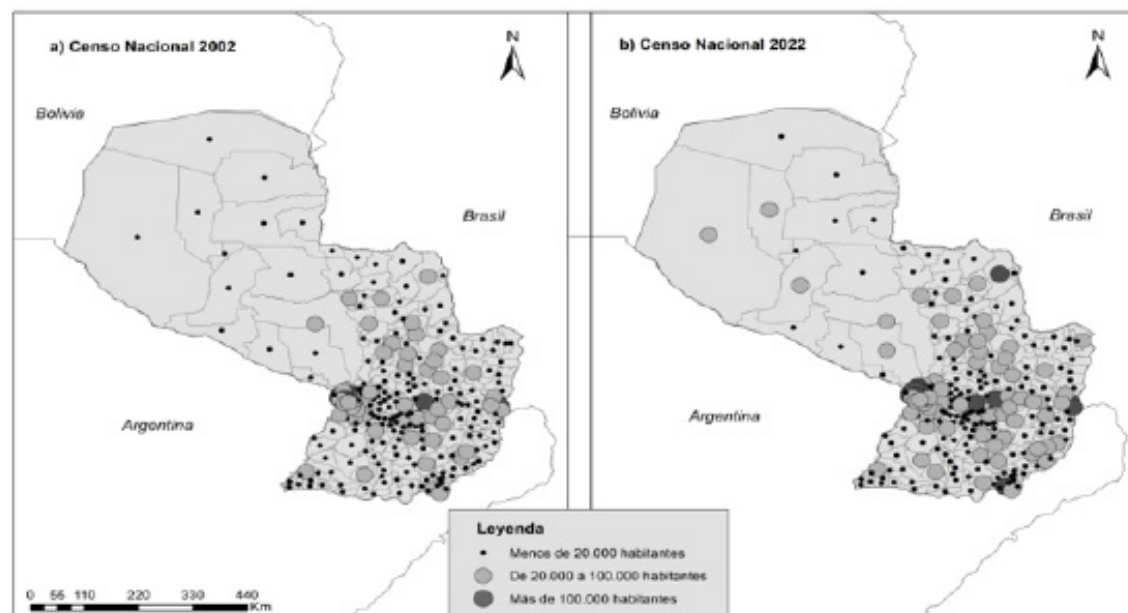 a) Censo Nacional 2002
N
Bolivia
Brasil
Argentina
b) Censo Nacional 2022
N
Bolivia
Brasil
Argentina
Leyenda
Menos de 20.000 habitantes
De 20.000 a 100.000 habitantes
Más de 100.000 habitantes
0 55 110 220 330 440
Km